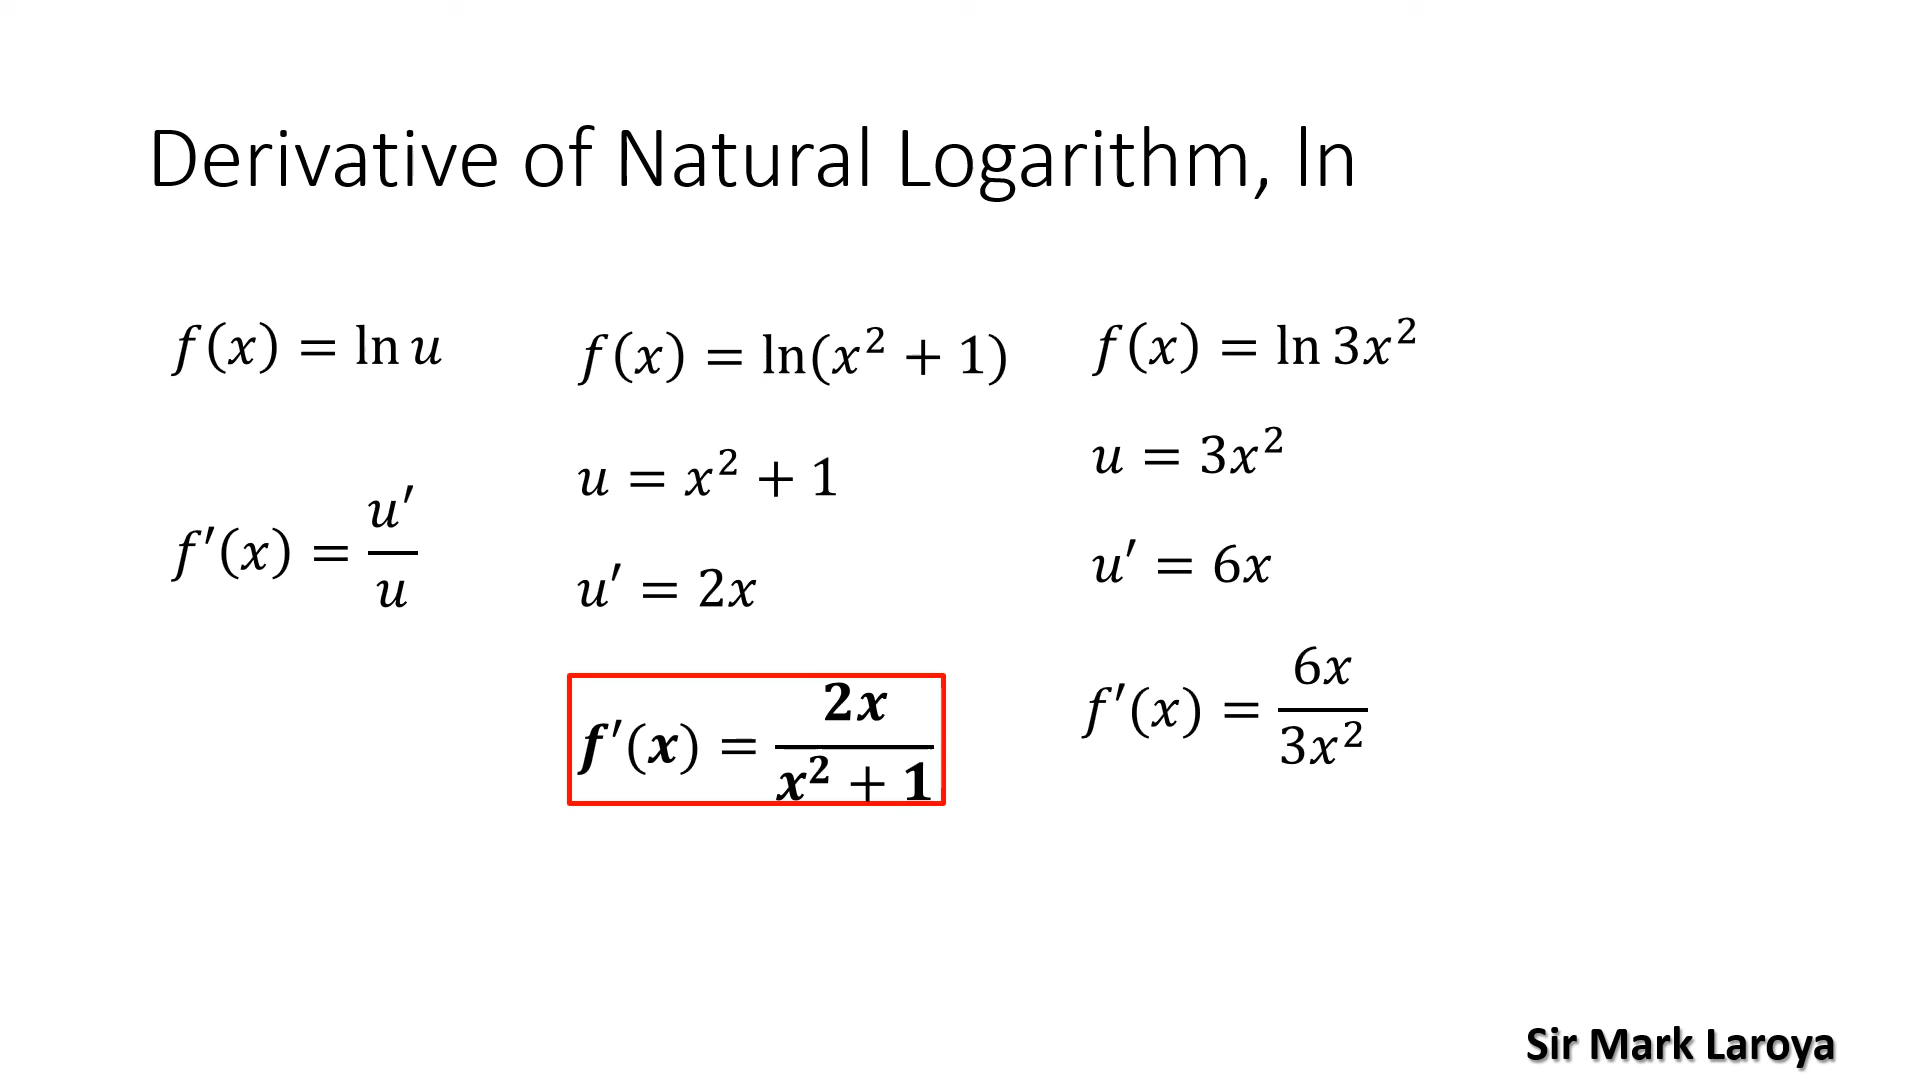 Derivative of Natural Logarithm, ln
f(x) = ln u
f′(x) = u′/u
f(x) = ln(x² + 1)
u = x² + 1
u′ = 2x
f′(x) = 2x/(x² + 1)
f(x) = ln 3x²
u = 3x²
u′ = 6x
f′(x) = 6x/3x²
Sir Mark Laroya